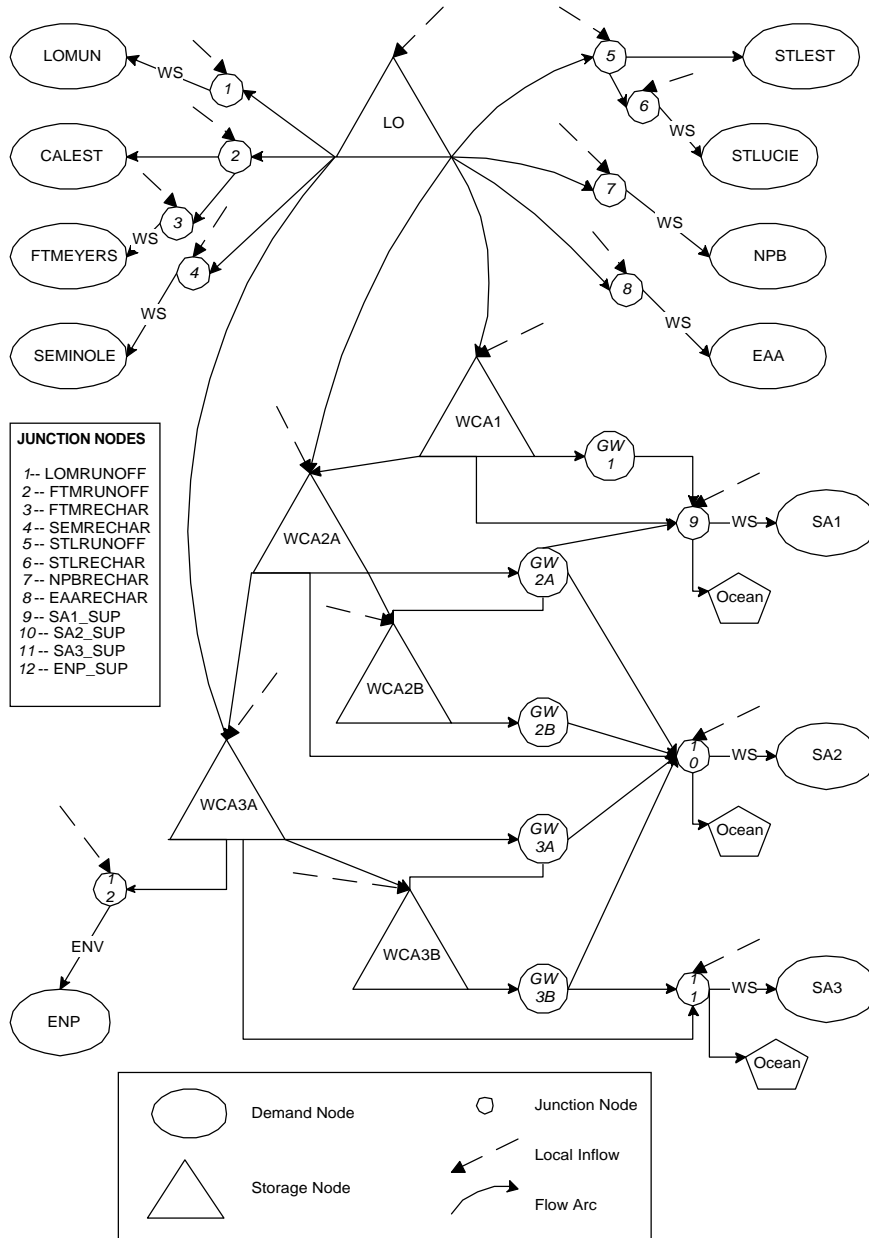 LOMUN
WS
1
5
STLEST
LO
6
WS
STLUCIE
CALEST
2
7
WS
NPB
3
WS
FTMEYERS
4
WS
SEMINOLE
8
WS
EAA
WCA1
JUNCTION NODES
1-- LOMRUNOFF
2 -- FTMRUNOFF
3 -- FTMRECHAR
4 -- SEMRECHAR
5 -- STLRUNOFF
6 -- STLRECHAR
7 -- NPBRECHAR
8 -- EAARECHAR
9 -- SA1_SUP
10 -- SA2_SUP
11 -- SA3_SUP
12 -- ENP_SUP
GW
1
9
WS
SA1
WCA2A
GW
2A
Ocean
WCA2B
GW
2B
1
0
WS
SA2
WCA3A
GW
3A
Ocean
1
2
ENV
ENP
WCA3B
GW
3B
1
1
WS
SA3
Ocean
Demand Node
Junction Node
Local Inflow
Storage Node
Flow Arc